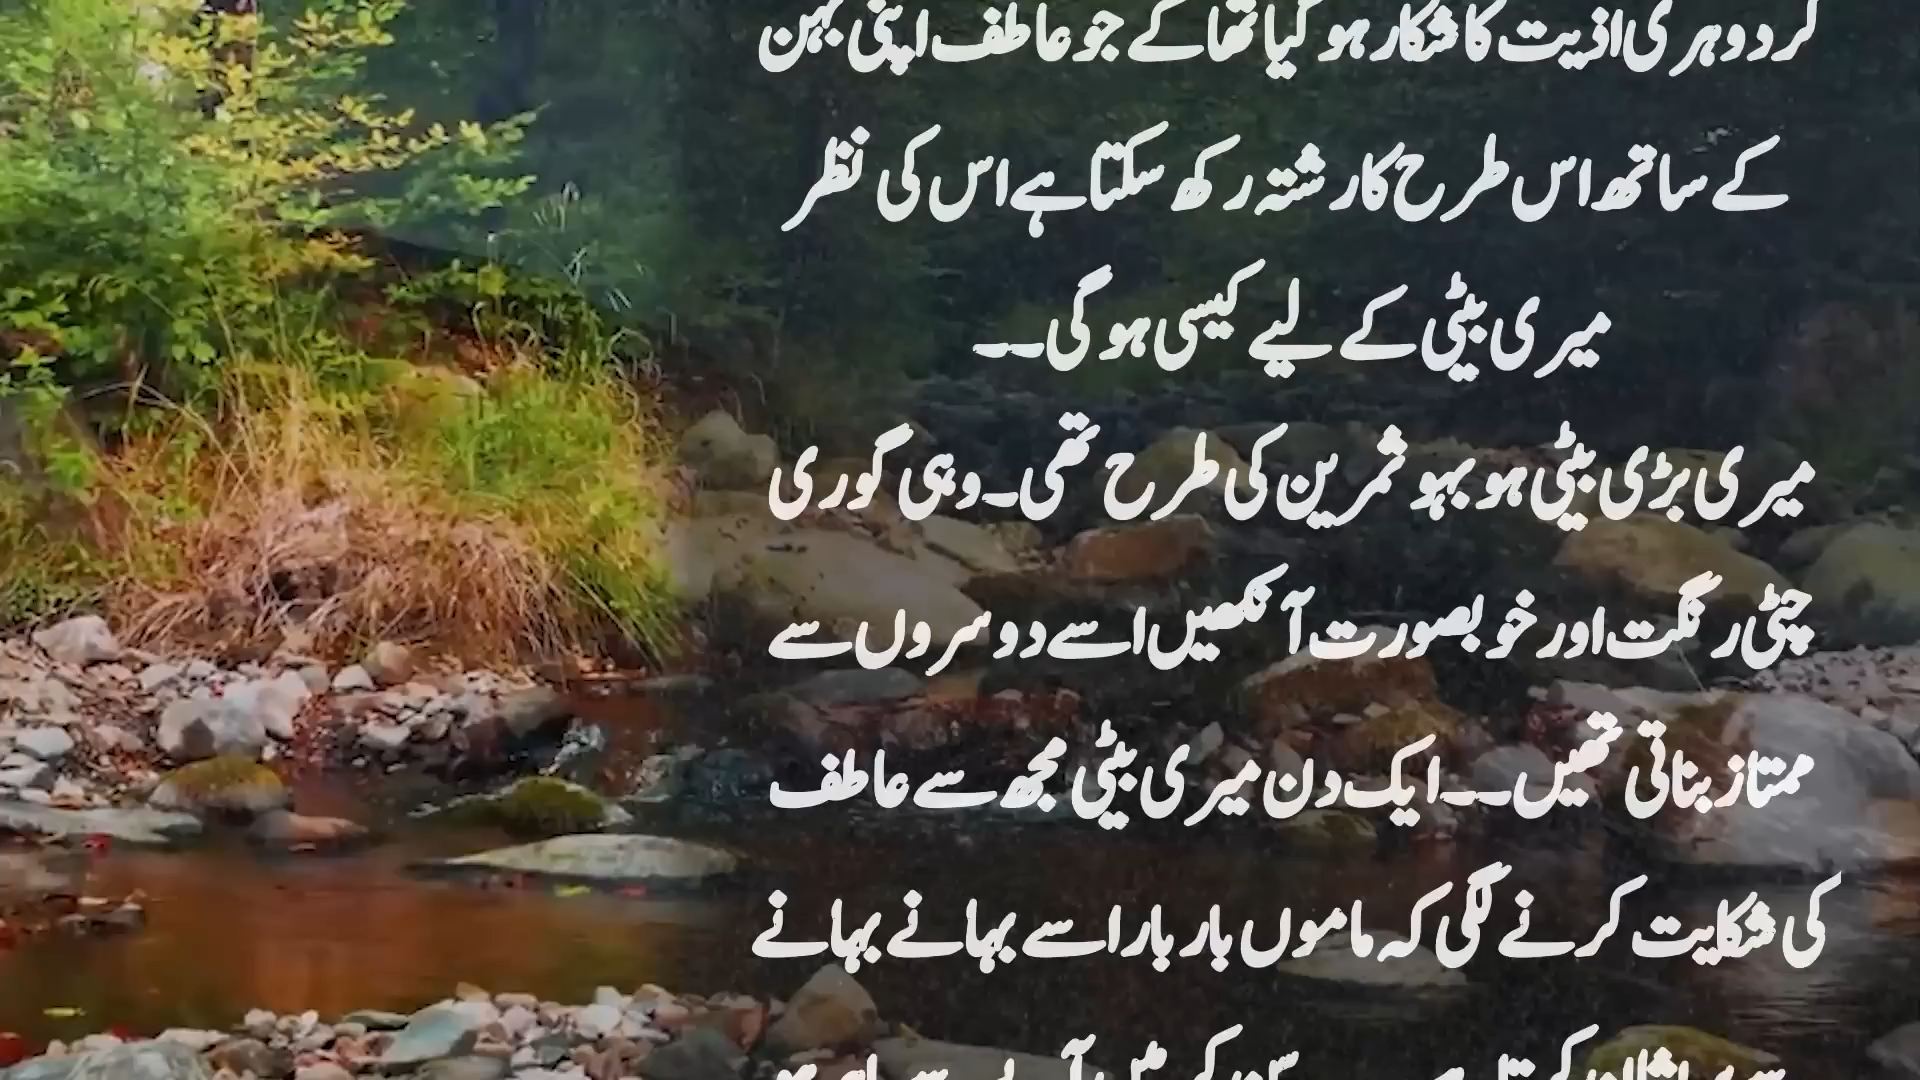 کر دوہری اذیت کا شکار ہو گیا تھا کے جو عاطف اپنی بہن
کے ساتھ اس طرح کا رشتہ رکھ سکتا ہے اس کی نظر
میری بیٹی کے لیے کیسی ہو گی۔۔
میری بڑی بیٹی ہو بہو ثمرین کی طرح تھی۔ وہی گوری
چٹی رنگت اور خوبصورت آنکھیں اسے دوسروں سے
ممتاز بناتی تھیں۔۔ ایک دن میری بیٹی مجھ سے عاطف
کی شکایت کرنے لگی کہ ماموں بار بار اسے بہانے بہانے